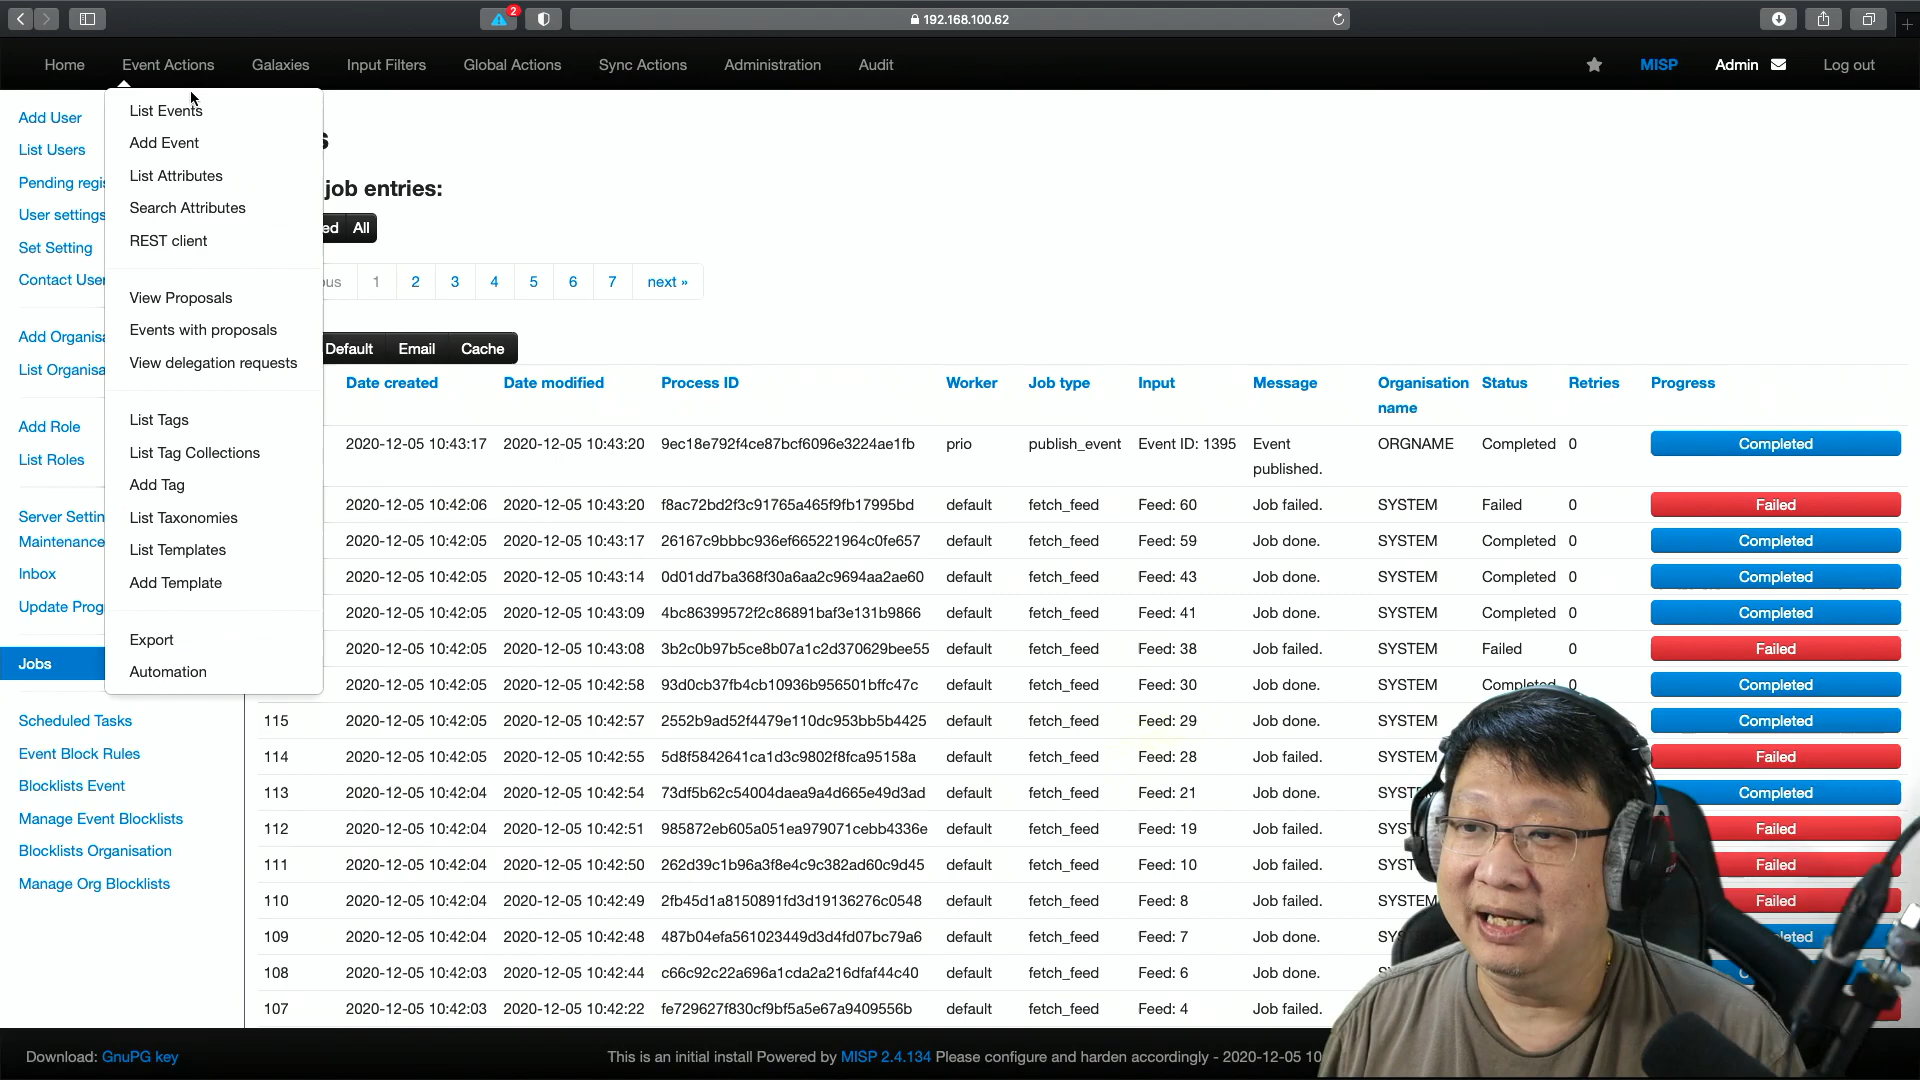 2
192.168.100.62
Home Event Actions Galaxies Input Filters Global Actions Sync Actions Administration Audit MISP Admin Log out
Add User
List Users
Pending regis
User settings
Set Setting
Contact User
Add Organisa
List Organisa
Add Role
List Roles
Server Settin
Maintenance
Inbox
Update Prog
Jobs
Scheduled Tasks
Event Block Rules
Blocklists Event
Manage Event Blocklists
Blocklists Organisation
Manage Org Blocklists
List Events
Add Event
List Attributes
Search Attributes
REST client
View Proposals
Events with proposals
View delegation requests
List Tags
List Tag Collections
Add Tag
List Taxonomies
List Templates
Add Template
Export
Automation
s
job entries:
ed All
ous 1 2 3 4 5 6 7 next »
Default Email Cache
Date created Date modified Process ID Worker Job type Input Message Organisation name Status Retries Progress
2020-12-05 10:43:17 2020-12-05 10:43:20 9ec18e792f4ce87bcf6096e3224ae1fb prio publish_event Event ID: 1395 Event published. ORGNAME Completed 0 Completed
2020-12-05 10:42:06 2020-12-05 10:43:20 f8ac72bd2f3c91765a465f9fb17995bd default fetch_feed Feed: 60 Job failed. SYSTEM Failed 0 Failed
2020-12-05 10:42:05 2020-12-05 10:43:17 26167c9bbbc936ef665221964c0fe657 default fetch_feed Feed: 59 Job done. SYSTEM Completed 0 Completed
2020-12-05 10:42:05 2020-12-05 10:43:14 0d01dd7ba368f30a6aa2c9694aa2ae60 default fetch_feed Feed: 43 Job done. SYSTEM Completed 0 Completed
2020-12-05 10:42:05 2020-12-05 10:43:09 4bc86399572f2c86891baf3e131b9866 default fetch_feed Feed: 41 Job done. SYSTEM Completed 0 Completed
2020-12-05 10:42:05 2020-12-05 10:43:08 3b2c0b97b5ce8b07a1c2d370629bee55 default fetch_feed Feed: 38 Job failed. SYSTEM Failed 0 Failed
2020-12-05 10:42:05 2020-12-05 10:42:58 93d0cb37fb4cb10936b956501bffc47c default fetch_feed Feed: 30 Job done. SYSTEM Completed 0 Completed
115 2020-12-05 10:42:05 2020-12-05 10:42:57 2552b9ad52f4479e110dc953bb5b4425 default fetch_feed Feed: 29 Job done. SYSTEM Completed
114 2020-12-05 10:42:05 2020-12-05 10:42:55 5d8f5842641ca1d3c9802f8fca95158a default fetch_feed Feed: 28 Job failed. SYSTEM Failed
113 2020-12-05 10:42:04 2020-12-05 10:42:54 73df5b62c54004daea9a4d665e49d3ad default fetch_feed Feed: 21 Job done. SYSTEM Completed
112 2020-12-05 10:42:04 2020-12-05 10:42:51 985872eb605a051ea979071cebb4336e default fetch_feed Feed: 19 Job failed. SYST Failed
111 2020-12-05 10:42:04 2020-12-05 10:42:50 262d39c1b96a3f8e4c9c382ad60c9d45 default fetch_feed Feed: 10 Job failed. SYST Failed
110 2020-12-05 10:42:04 2020-12-05 10:42:49 2fb45d1a8150891fd3d19136276c0548 default fetch_feed Feed: 8 Job failed. SYSTEM Failed
109 2020-12-05 10:42:04 2020-12-05 10:42:48 487b04efa561023449d3d4fd07bc79a6 default fetch_feed Feed: 7 Job done. SYS leted
108 2020-12-05 10:42:03 2020-12-05 10:42:44 c66c92c22a696a1cda2a216dfaf44c40 default fetch_feed Feed: 6 Job done.
107 2020-12-05 10:42:03 2020-12-05 10:42:22 fe729627f830cf9bf5a5e67a9409556b default fetch_feed Feed: 4 Job failed.
Download: GnuPG key This is an initial install Powered by MISP 2.4.134 Please configure and harden accordingly - 2020-12-05 10